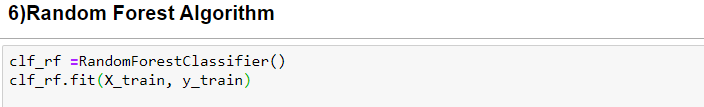 6)Random Forest Algorithm
clf_rf =RandomForestClassifier()
clf_rf.fit(X_train, y_train)